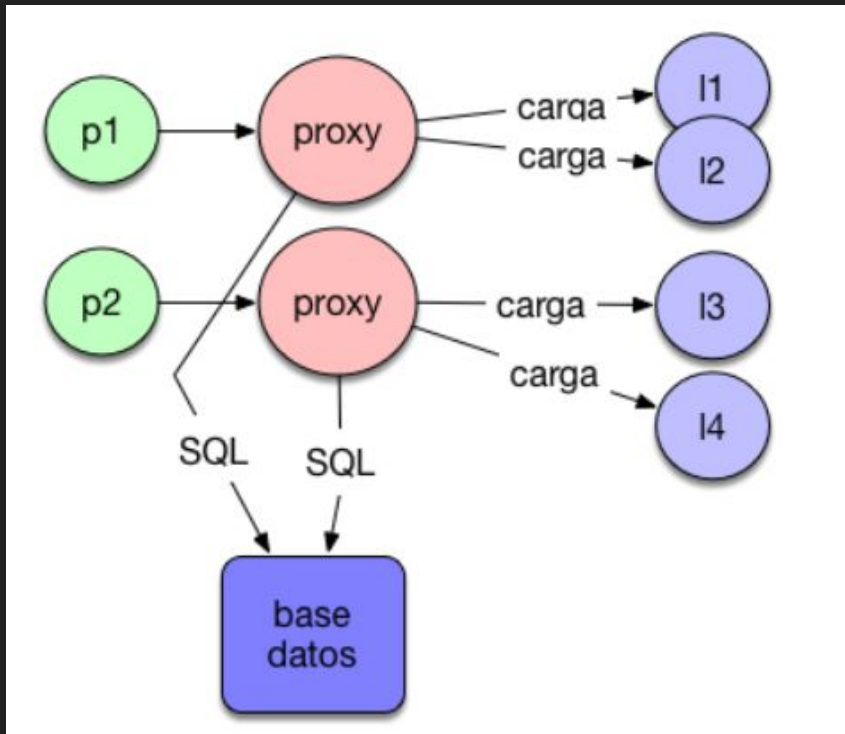 p1
proxy
carga
l1
carga
l2
p2
proxy
carga
l3
carga
l4
SQL
SQL
base
datos